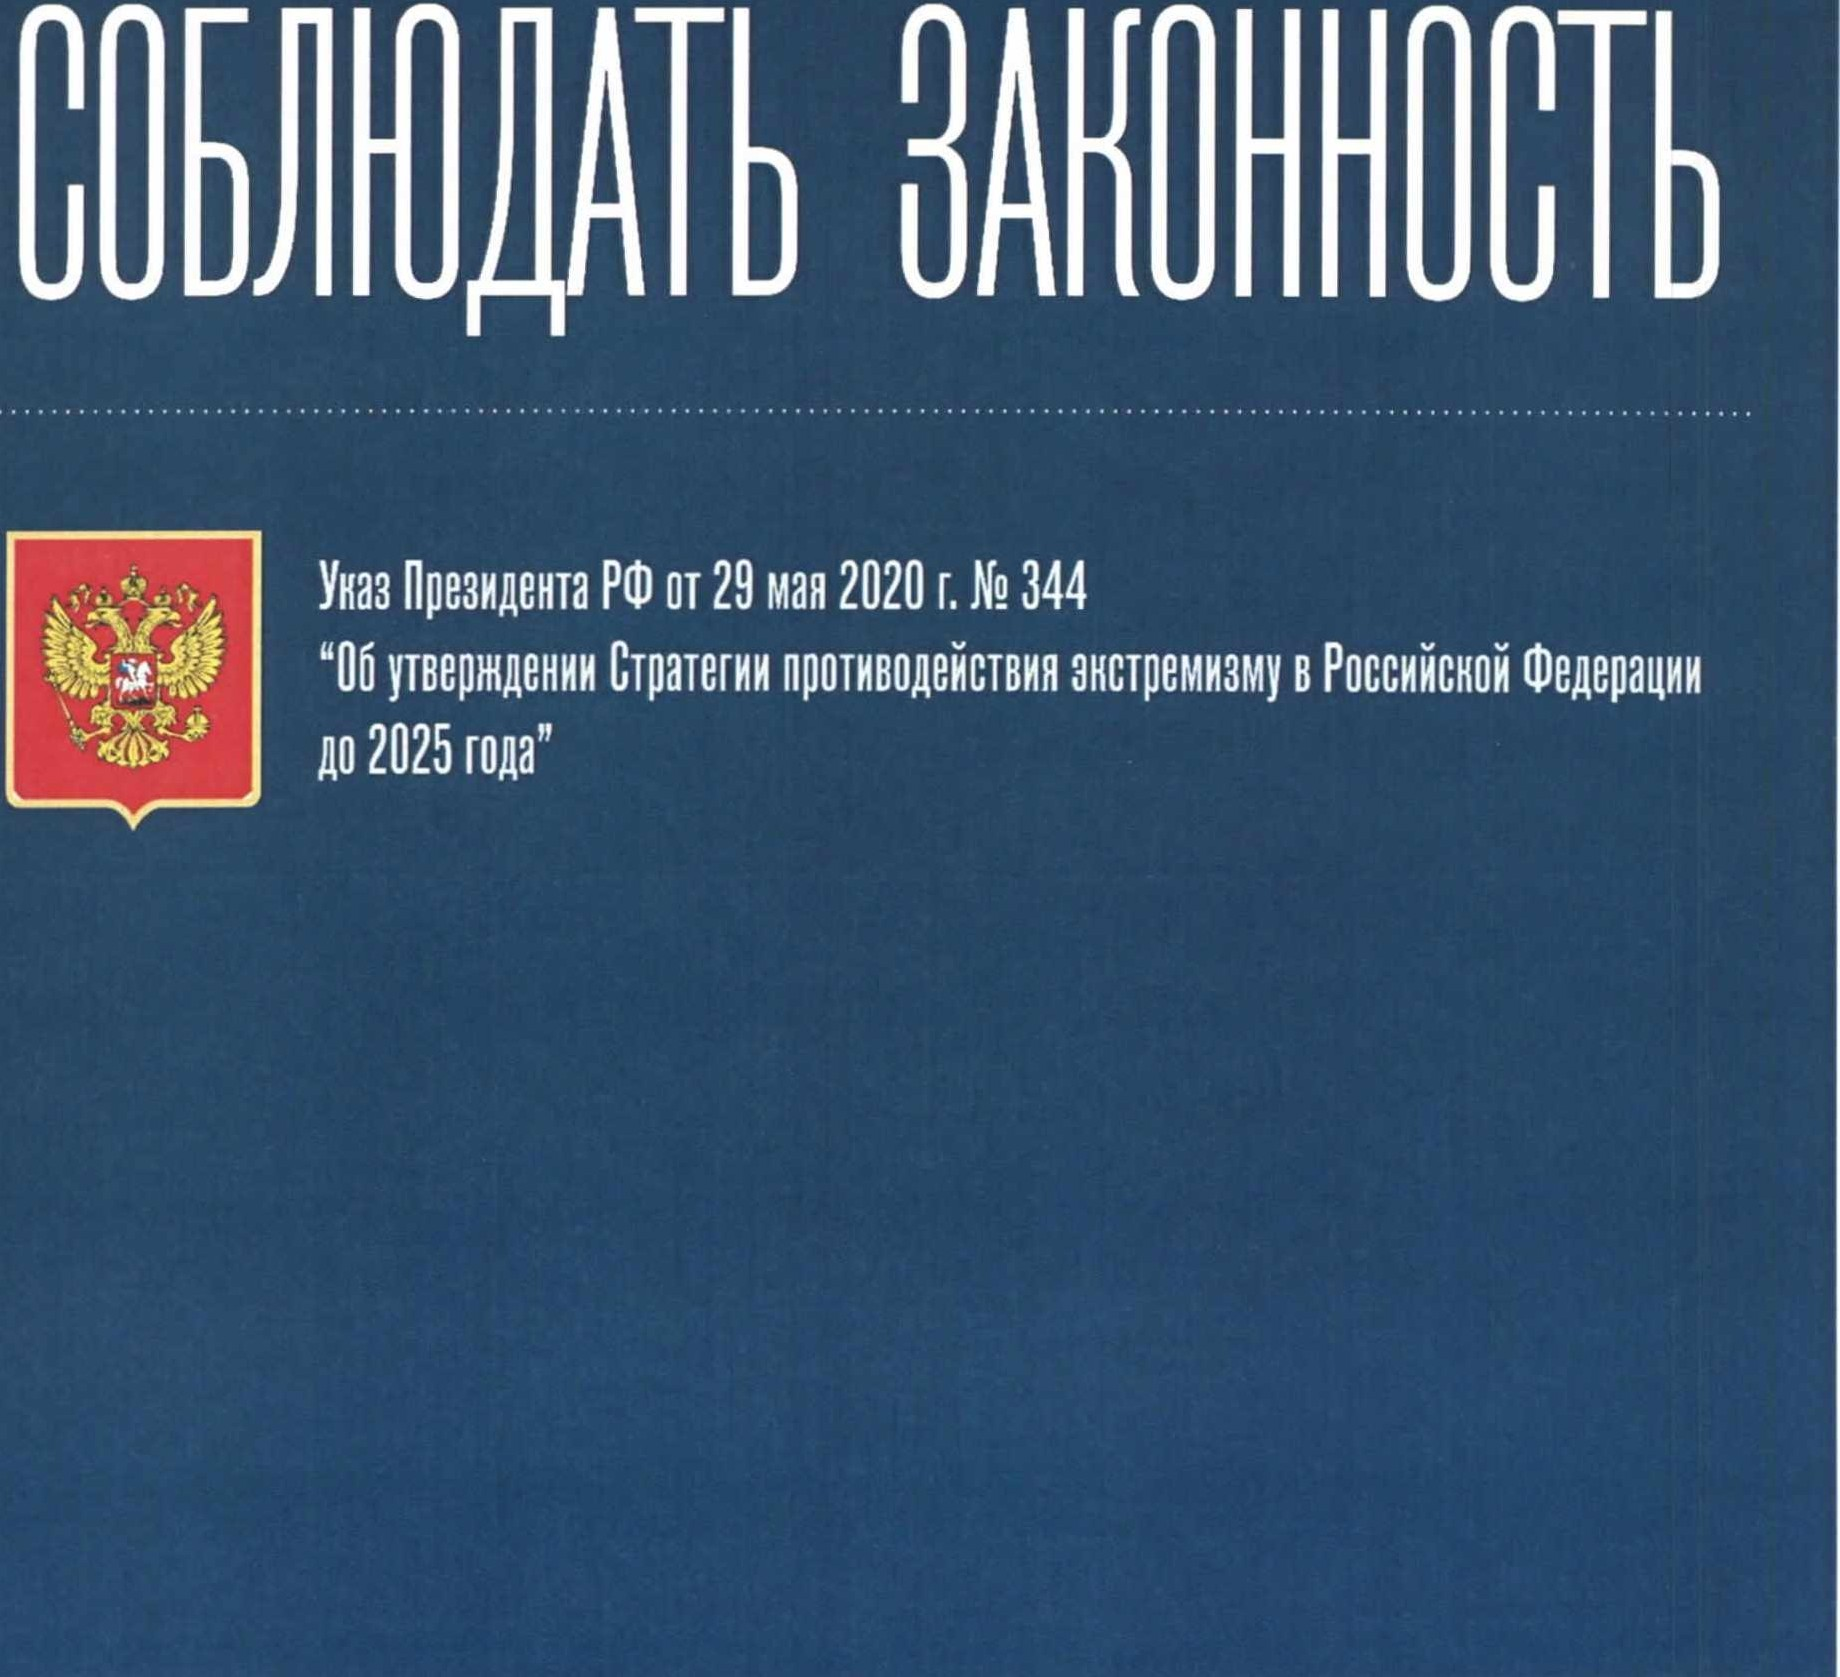 СОБЛЮДАТЬ ЗАКОННОСТЬ
Указ Президента РФ от 29 мая 2020 г. № 344
“Об утверждении Стратегии противодействия экстремизму в Российской Федерации
до 2025 года”